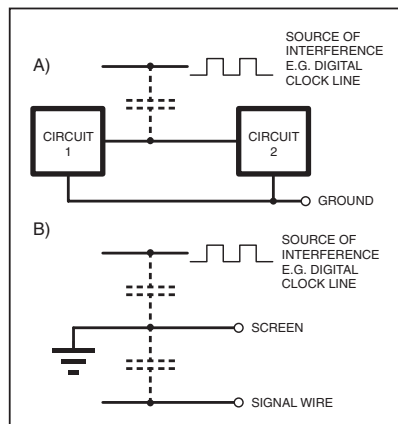 A)
SOURCE OF
INTERFERENCE
E.G. DIGITAL
CLOCK LINE
CIRCUIT
1
CIRCUIT
2
GROUND
B)
SOURCE OF
INTERFERENCE
E.G. DIGITAL
CLOCK LINE
SCREEN
SIGNAL WIRE